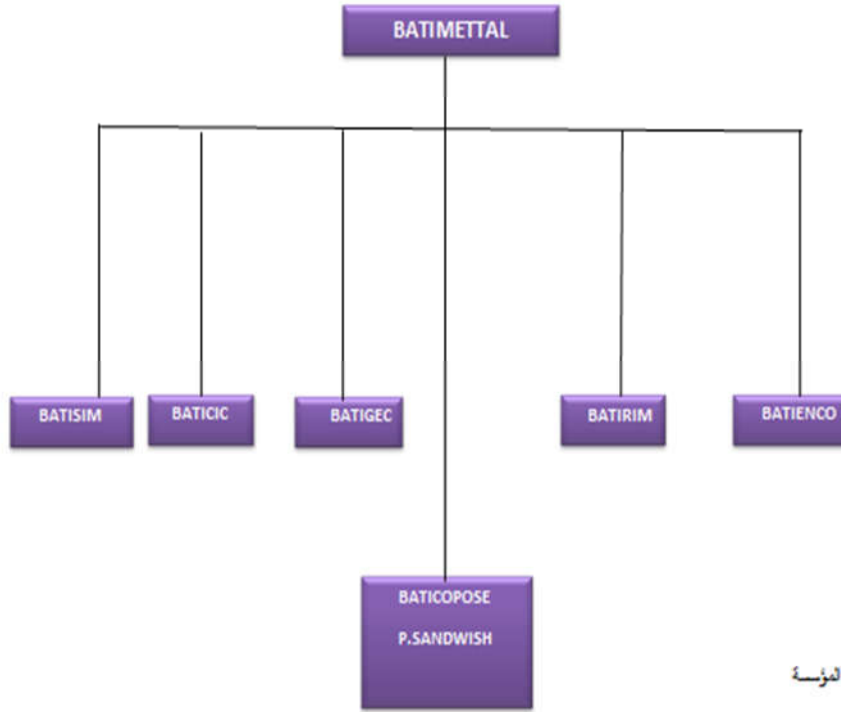 BATIMETTAL
BATISIM
BATICIC
BATIGEC
BATIRIM
BATIENCO
BATICOPOSE
P.SANDWISH
المؤسسة